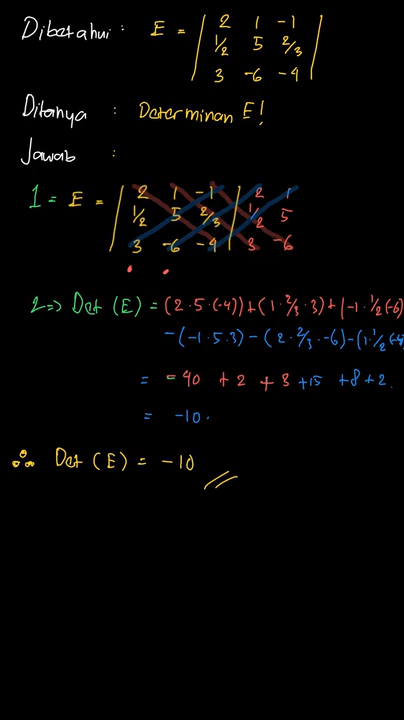 Diketahui : E = | 2 1 -1 |
| 1/2 5 2/3 |
| 3 -6 -4 |
Ditanya : Determinan E!
Jawab :
1 = E = | 2 1 -1 | 2 1
| 1/2 5 2/3 | 1/2 5
| 3 -6 -4 | 3 -6
2 => Det (E) = (2·5·(-4)) + (1·2/3·3) + (-1·1/2(-6)
-(-1·5·3) - (2·2/3·-6) - (1·1/2(-4)
= -40 + 2 + 3 +15 +8 +2.
= -10.
∴ Det (E) = -10